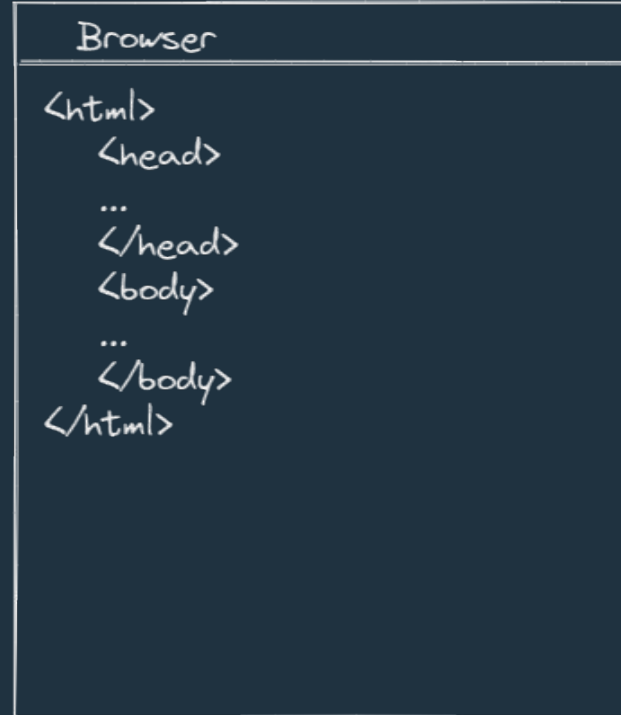 Browser
<html>
<head>
...
</head>
<body>
...
</body>
</html>